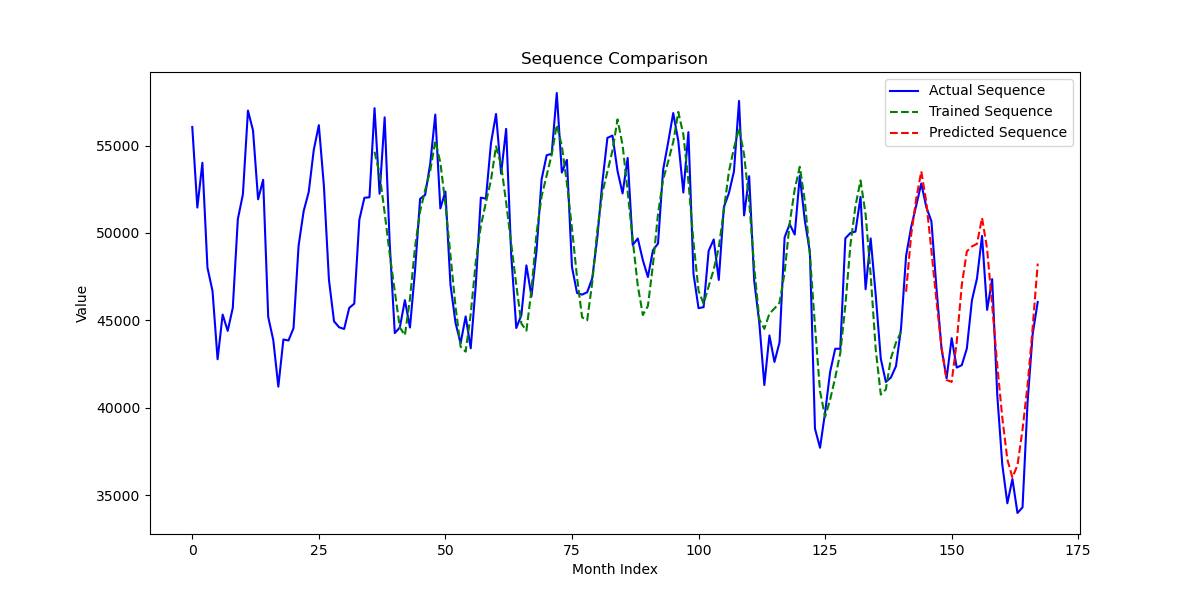 Sequence Comparison
Actual Sequence
Trained Sequence
Predicted Sequence
Value
55000
50000
45000
40000
35000
0 25 50 75 100 125 150 175
Month Index